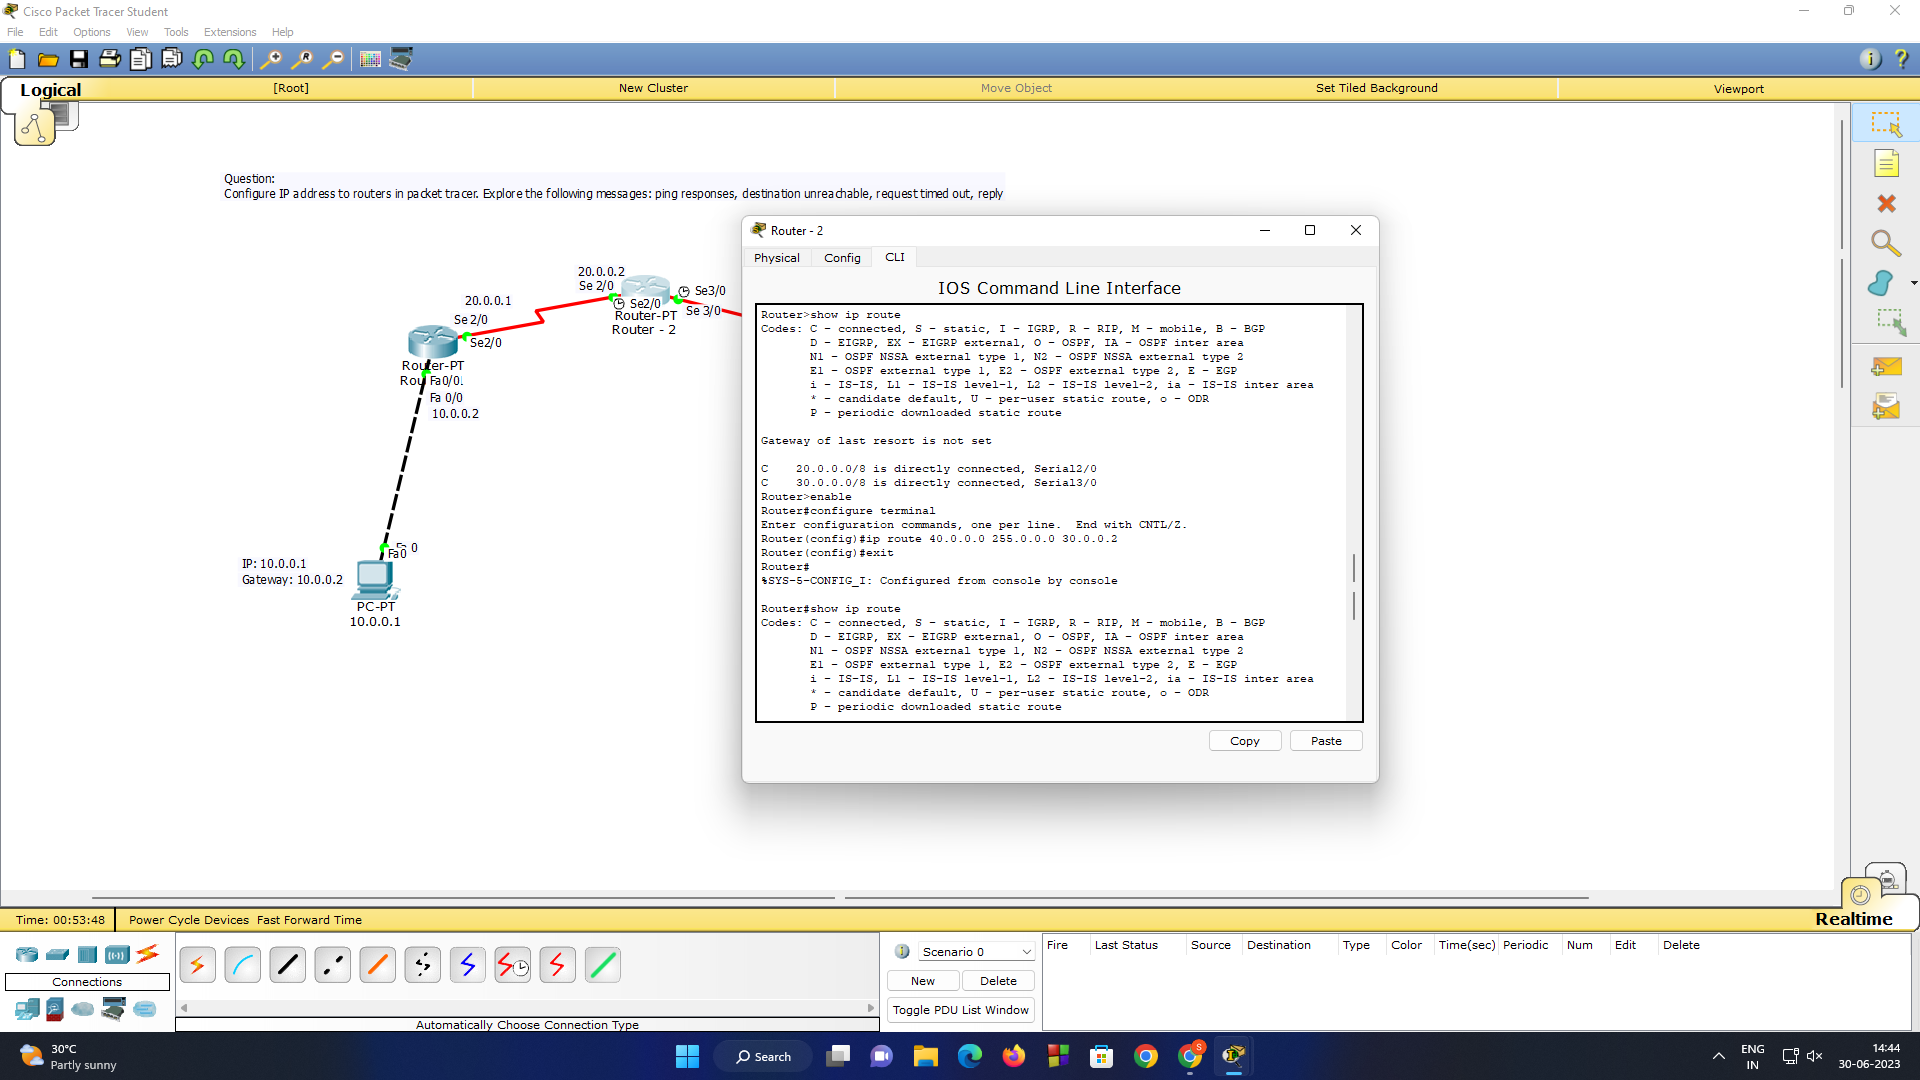 Cisco Packet Tracer Student
File Edit Options View Tools Extensions Help
Logical [Root] New Cluster Move Object Set Tiled Background Viewport
Question:
Configure IP address to routers in packet tracer. Explore the following messages: ping responses, destination unreachable, request timed out, reply
20.0.0.2
Se 2/0
Se2/0
Se3/0
Se 3/0
Router-PT
Router - 2
20.0.0.1
Se 2/0
Se2/0
Router-PT
Fa0/0
Fa 0/0
10.0.0.2
Fa0
IP: 10.0.0.1
Gateway: 10.0.0.2
PC-PT
10.0.0.1
Router - 2
Physical Config CLI
IOS Command Line Interface
Router>show ip route
Codes: C - connected, S - static, I - IGRP, R - RIP, M - mobile, B - BGP
D - EIGRP, EX - EIGRP external, O - OSPF, IA - OSPF inter area
N1 - OSPF NSSA external type 1, N2 - OSPF NSSA external type 2
E1 - OSPF external type 1, E2 - OSPF external type 2, E - EGP
i - IS-IS, L1 - IS-IS level-1, L2 - IS-IS level-2, ia - IS-IS inter area
* - candidate default, U - per-user static route, o - ODR
P - periodic downloaded static route
Gateway of last resort is not set
C 20.0.0.0/8 is directly connected, Serial2/0
C 30.0.0.0/8 is directly connected, Serial3/0
Router>enable
Router#configure terminal
Enter configuration commands, one per line. End with CNTL/Z.
Router(config)#ip route 40.0.0.0 255.0.0.0 30.0.0.2
Router(config)#exit
Router#
%SYS-5-CONFIG_I: Configured from console by console
Router#show ip route
Codes: C - connected, S - static, I - IGRP, R - RIP, M - mobile, B - BGP
D - EIGRP, EX - EIGRP external, O - OSPF, IA - OSPF inter area
N1 - OSPF NSSA external type 1, N2 - OSPF NSSA external type 2
E1 - OSPF external type 1, E2 - OSPF external type 2, E - EGP
i - IS-IS, L1 - IS-IS level-1, L2 - IS-IS level-2, ia - IS-IS inter area
* - candidate default, U - per-user static route, o - ODR
P - periodic downloaded static route
Copy Paste
Time: 00:53:48 Power Cycle Devices Fast Forward Time
Realtime
Connections
Automatically Choose Connection Type
Scenario 0
New Delete
Toggle PDU List Window
Fire Last Status Source Destination Type Color Time(sec) Periodic Num Edit Delete
30°C
Partly sunny
Search
S
ENG
IN
14:44
30-06-2023